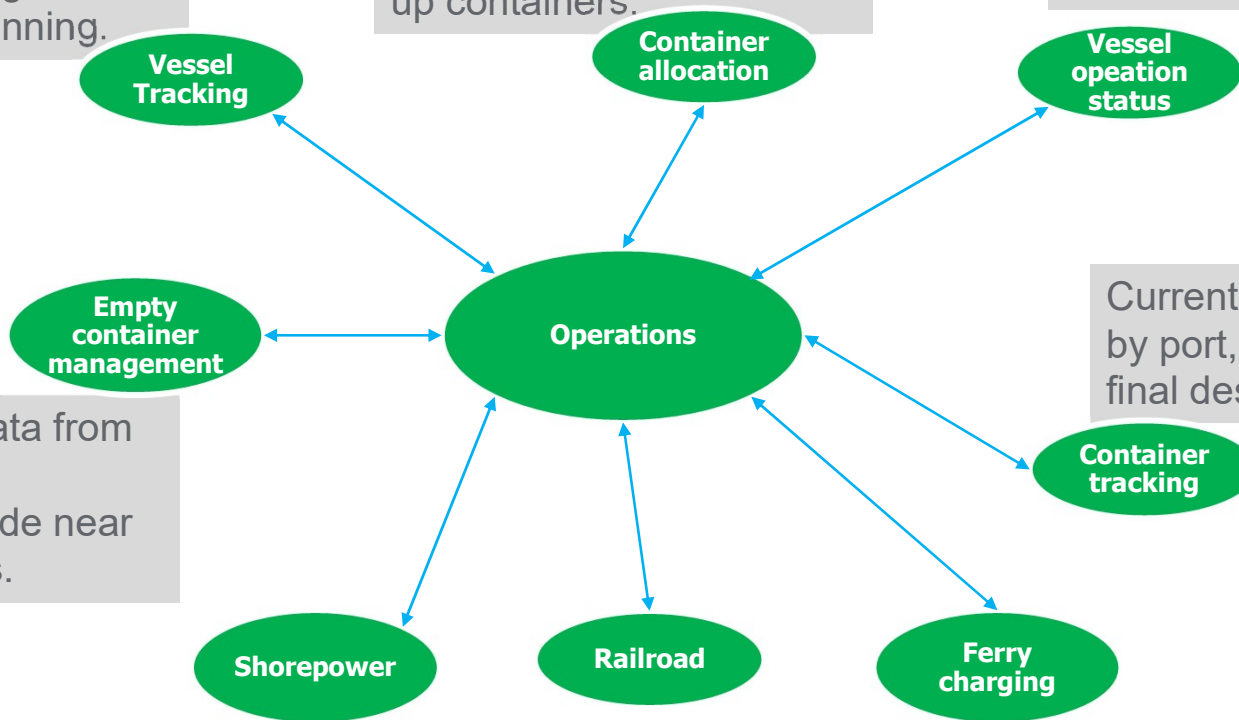 nning.
up containers.
Vessel
Tracking
Container
allocation
Vessel
opeation
status
Empty
container
management
Operations
Current
by port,
final des
ata from
de near
Container
tracking
Shorepower
Railroad
Ferry
charging